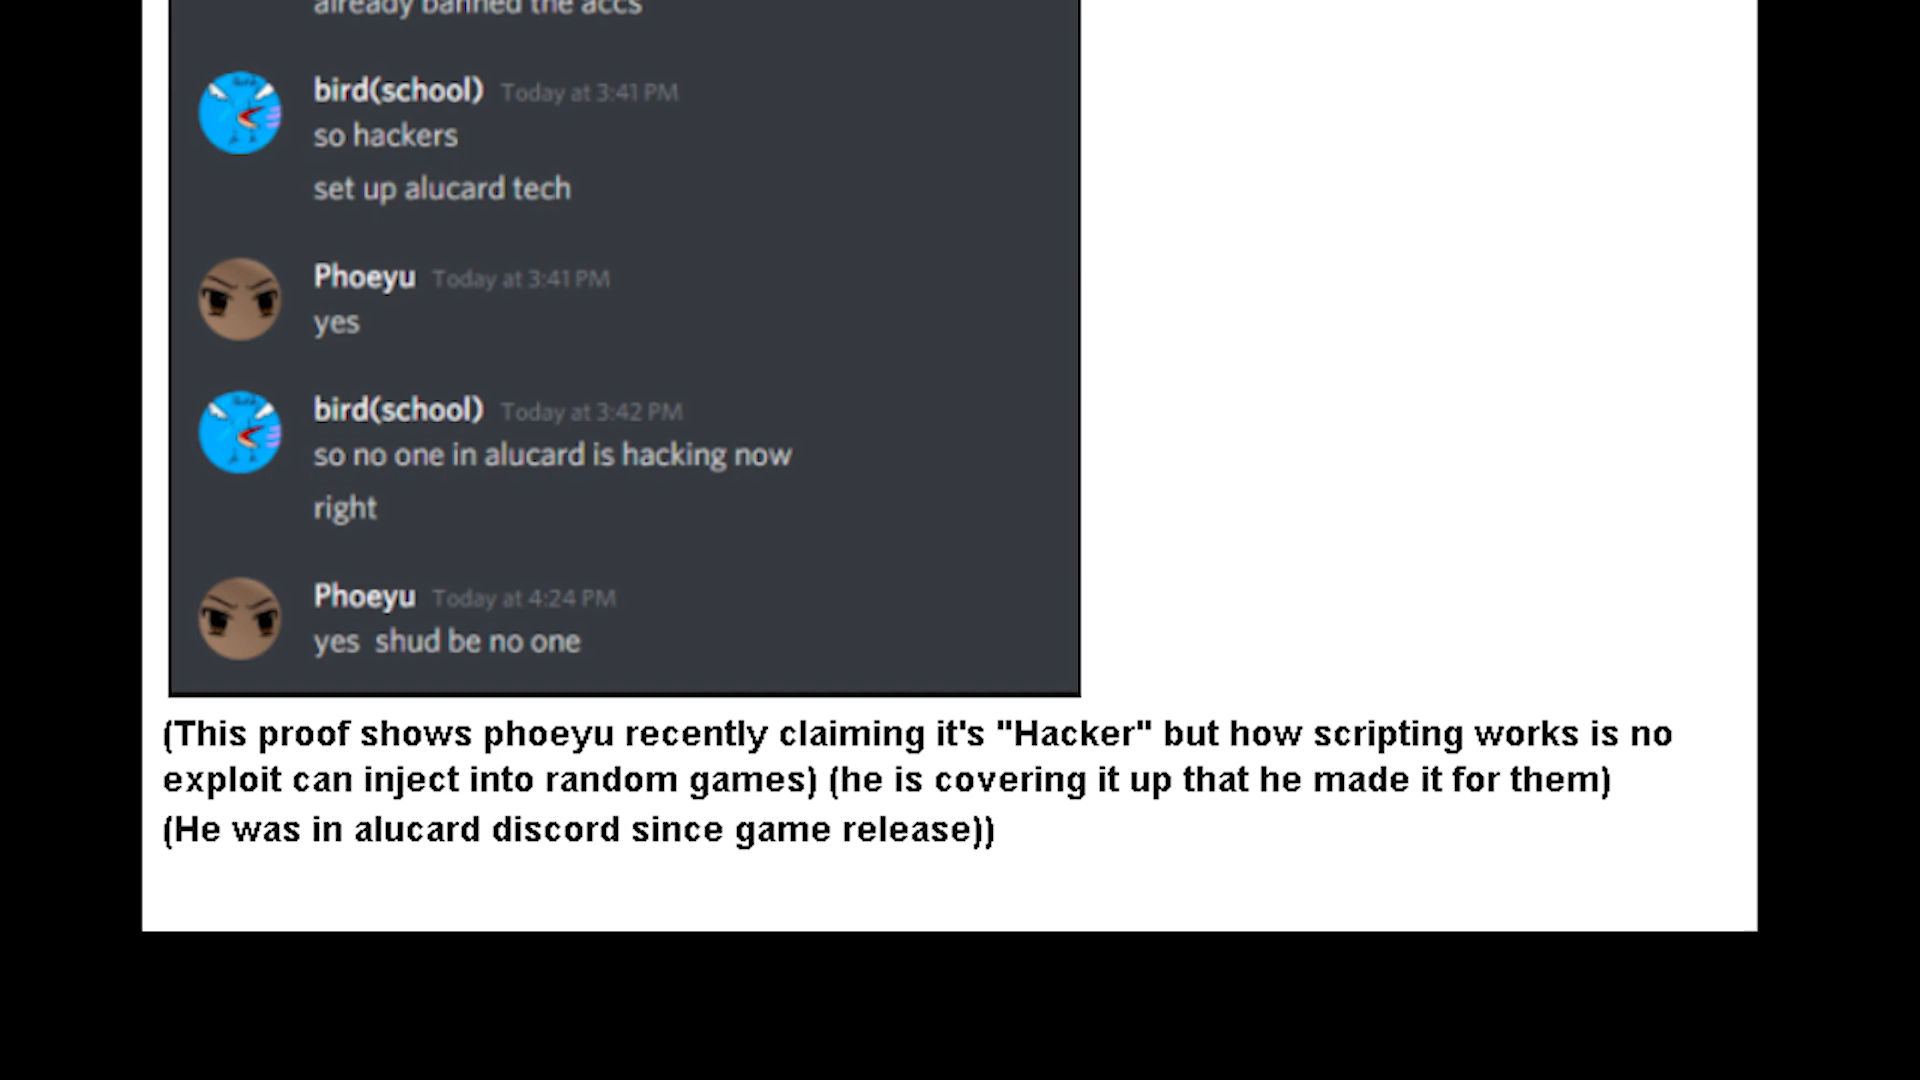 already banned the accs
bird(school) Today at 3:41 PM
so hackers
set up alucard tech
Phoeyu Today at 3:41 PM
yes
bird(school) Today at 3:42 PM
so no one in alucard is hacking now
right
Phoeyu Today at 4:24 PM
yes  shud be no one
(This proof shows phoeyu recently claiming it's "Hacker" but how scripting works is no
exploit can inject into random games) (he is covering it up that he made it for them)
(He was in alucard discord since game release))